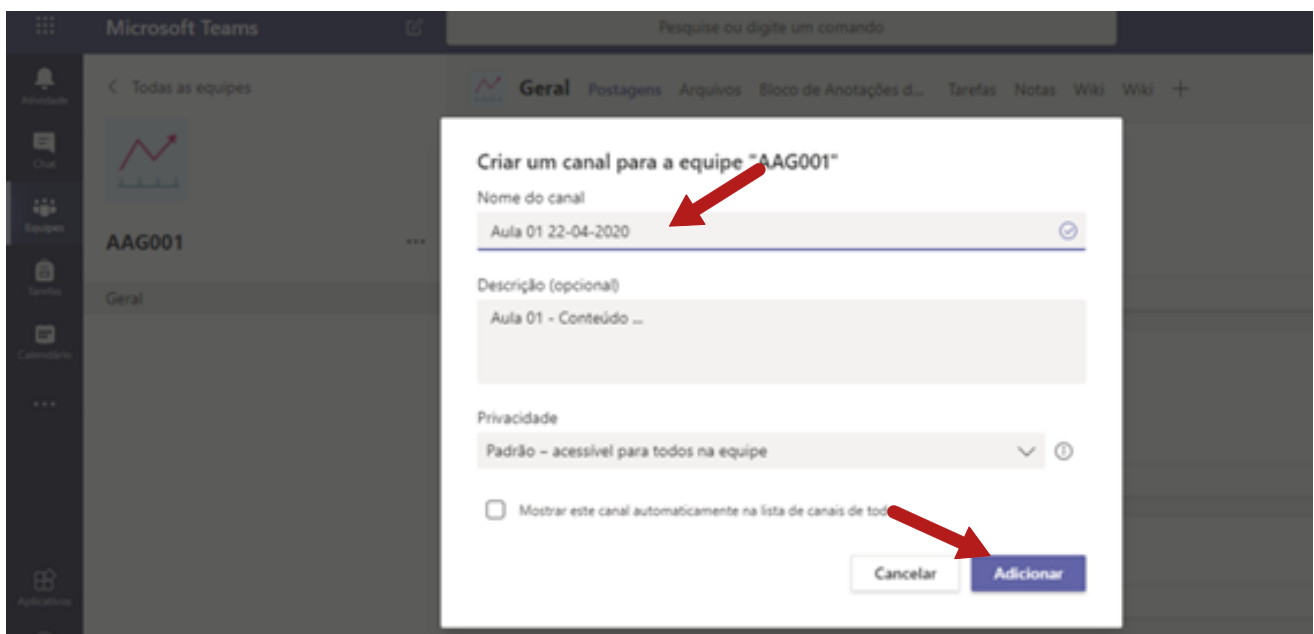 Microsoft Teams
Pesquise ou digite um comando
Atividade
Chat
Equipes
Tarefas
Calendário
Aplicativos
Todas as equipes
AAG001
Geral
Geral Postagens Arquivos Bloco de Anotações d... Tarefas Notas Wiki Wiki
Criar um canal para a equipe "AAG001"
Nome do canal
Aula 01 22-04-2020
Descrição (opcional)
Aula 01 - Conteúdo ...
Privacidade
Padrão – acessível para todos na equipe
Mostrar este canal automaticamente na lista de canais de
Cancelar
Adicionar